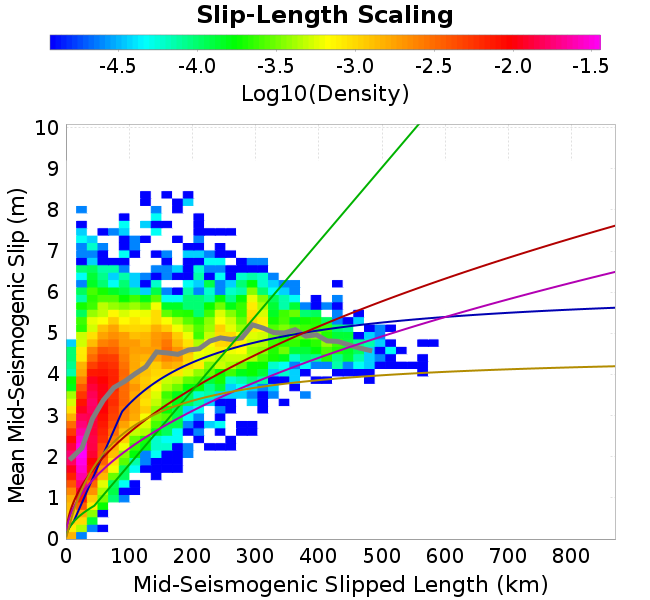 Slip-Length Scaling
-4.5 -4.0 -3.5 -3.0 -2.5 -2.0 -1.5
Log10(Density)
10
9
8
7
6
5
4
3
2
1
0
Mean Mid-Seismogenic Slip (m)
0 100 200 300 400 500 600 700 800
Mid-Seismogenic Slipped Length (km)